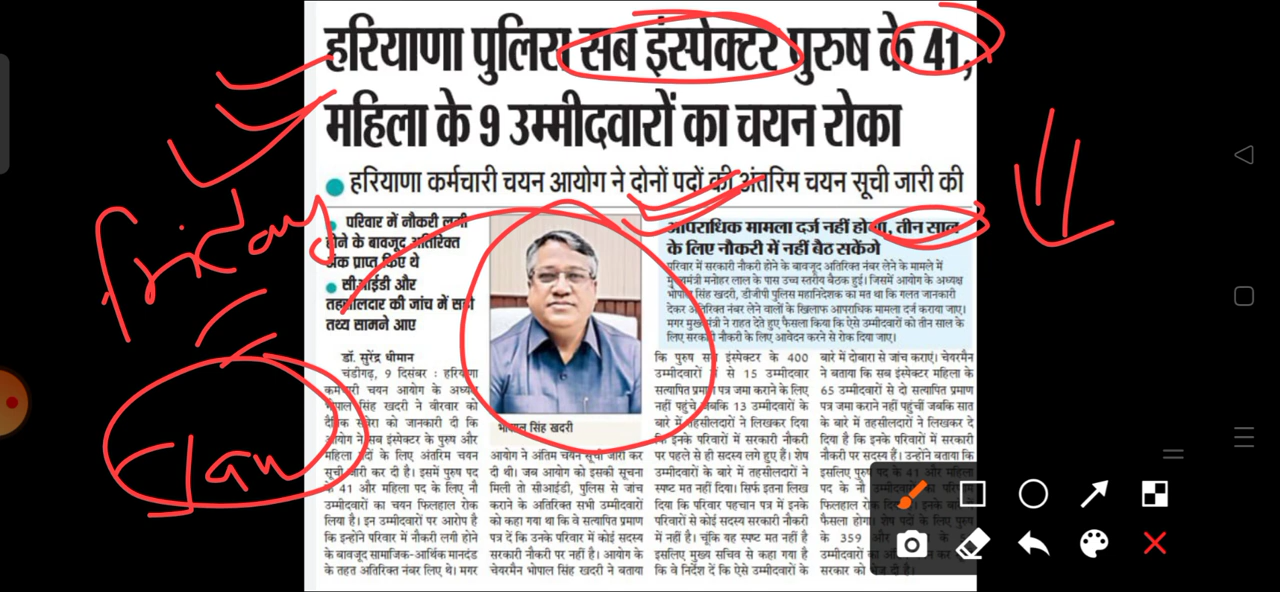 हरियाणा पुलिस सब इंस्पेक्टर पुरुष के 41,
महिला के 9 उम्मीदवारों का चयन रोका
हरियाणा कर्मचारी चयन आयोग ने दोनों पदों की अंतरिम चयन सूची जारी की
परिवार में नौकरी लगी
होने के बावजूद अतिरिक्त
अंक प्राप्त किए थे
सीआईडी और
तहसीलदार की जांच में सही
तथ्य सामने आए
डॉ. सुरेंद्र धीमान
चंडीगढ़, 9 दिसंबर : हरियाणा
कर्मचारी चयन आयोग के अध्यक्ष
भोपाल सिंह खदरी ने वीरवार को
दैनिक सवेरा को जानकारी दी कि
आयोग ने सब इंस्पेक्टर के पुरुष और
महिला पदों के लिए अंतरिम चयन
सूची जारी कर दी है। इसमें पुरुष पद
के 41 और महिला पद के लिए नौ
उम्मीदवारों का चयन फिलहाल रोक
लिया है। इन उम्मीदवारों पर आरोप है
कि इन्होंने परिवार में नौकरी लगी होने
के बावजूद सामाजिक-आर्थिक मानदंड
के तहत अतिरिक्त नंबर लिए थे। मगर
भोपाल सिंह खदरी
आयोग ने अंतिम चयन सूची जारी कर
दी थी। जब आयोग को इसकी सूचना
मिली तो सीआईडी, पुलिस से जांच
कराने के अतिरिक्त सभी उम्मीदवारों
को कहा गया था कि वे सत्यापित प्रमाण
पत्र दें कि उनके परिवार में कोई सदस्य
सरकारी नौकरी पर नहीं है। आयोग के
चेयरमैन भोपाल सिंह खदरी ने बताया
आपराधिक मामला दर्ज नहीं होगा, तीन साल
के लिए नौकरी में नहीं बैठ सकेंगे
परिवार में सरकारी नौकरी होने के बावजूद अतिरिक्त नंबर लेने के मामले में
मुख्यमंत्री मनोहर लाल के पास उच्च स्तरीय बैठक हुई। जिसमें आयोग के अध्यक्ष
भोपाल सिंह खदरी, डीजीपी पुलिस महानिदेशक का मत था कि गलत जानकारी
देकर अतिरिक्त नंबर लेने वालों के खिलाफ आपराधिक मामला दर्ज कराया जाए।
मगर मुख्यमंत्री ने राहत देते हुए फैसला किया कि ऐसे उम्मीदवारों को तीन साल के
लिए सरकारी नौकरी के लिए आवेदन करने से रोक दिया जाए।
कि पुरुष सब इंस्पेक्टर के 400
उम्मीदवारों में से 15 उम्मीदवार
सत्यापित प्रमाण पत्र जमा कराने के लिए
नहीं पहुंचे जबकि 13 उम्मीदवारों के
बारे में तहसीलदारों ने लिखकर दिया
कि इनके परिवारों में सरकारी नौकरी
पर पहले से ही सदस्य लगे हुए हैं। शेष
उम्मीदवारों के बारे में तहसीलदारों ने
स्पष्ट मत नहीं दिया। सिर्फ इतना लिख
दिया कि परिवार पहचान पत्र में इनके
परिवारों से कोई सदस्य सरकारी नौकरी
में नहीं है। चूंकि यह स्पष्ट मत नहीं है
इसलिए मुख्य सचिव से कहा गया है
कि वे निर्देश दें कि ऐसे उम्मीदवारों के
बारे में दोबारा से जांच कराएं। चेयरमैन
ने बताया कि सब इंस्पेक्टर महिला के
65 उम्मीदवारों से दो सत्यापित प्रमाण
पत्र जमा कराने नहीं पहुंचीं जबकि सात
के बारे में तहसीलदारों ने लिखकर दे
दिया है कि इनके परिवारों में सरकारी
नौकरी पर सदस्य हैं। उन्होंने बताया कि
इसलिए पुरुष पद के 41 और महिला
पद के नौ उम्मीदवारों का परिणाम
फिलहाल रोक दिया है। इनके बारे में
फैसला होगा। शेष पदों के लिए पुरुष
के 359 और के
उम्मीदवारों का कर
सरकार को भेज दी है।
friday